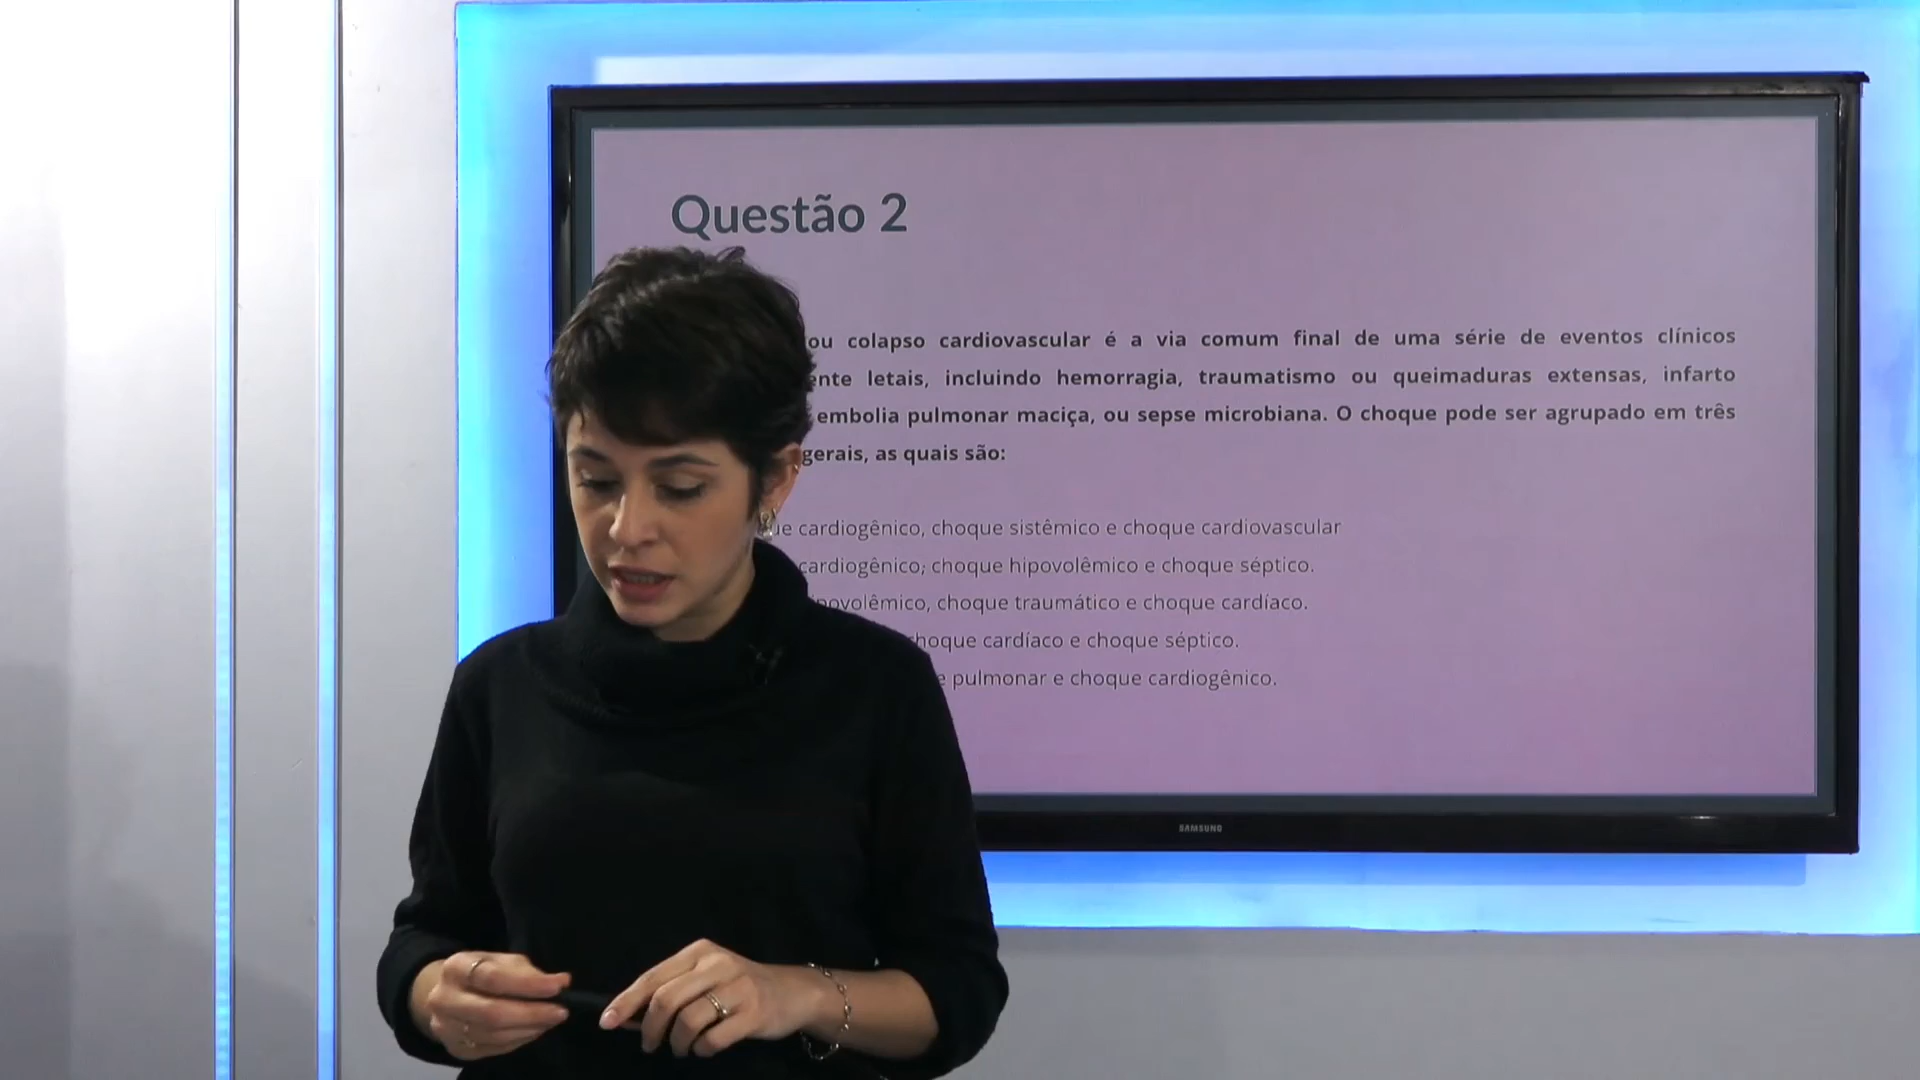 Questão 2
ou colapso cardiovascular é a via comum final de uma série de eventos clínicos
letais, incluindo hemorragia, traumatismo ou queimaduras extensas, infarto
embolia pulmonar maciça, ou sepse microbiana. O choque pode ser agrupado em três
gerais, as quais são:
cardiogênico, choque sistêmico e choque cardiovascular
cardiogênico; choque hipovolêmico e choque séptico.
choque traumático e choque cardíaco.
choque cardíaco e choque séptico.
pulmonar e choque cardiogênico.
SAMSUNG